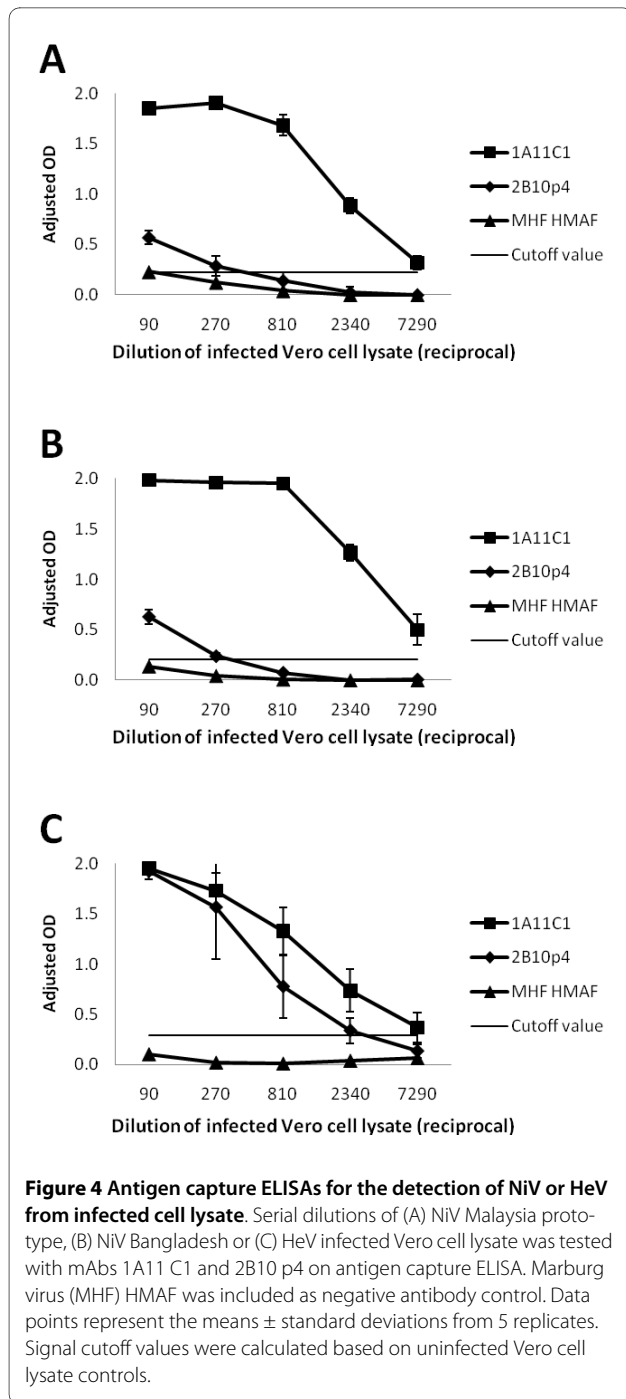 A
Adjusted OD
2.0
1.5
1.0
0.5
0.0
90 270 810 2340 7290
Dilution of infected Vero cell lysate (reciprocal)
1A11C1
2B10p4
MHF HMAF
Cutoff value
B
Adjusted OD
2.0
1.5
1.0
0.5
0.0
90 270 810 2340 7290
Dilution of infected Vero cell lysate (reciprocal)
1A11C1
2B10p4
MHF HMAF
Cutoff value
C
Adjusted OD
2.0
1.5
1.0
0.5
0.0
90 270 810 2340 7290
Dilution of infected Vero cell lysate (reciprocal)
1A11C1
2B10p4
MHF HMAF
Cutoff value
Figure 4 Antigen capture ELISAs for the detection of NiV or HeV
from infected cell lysate. Serial dilutions of (A) NiV Malaysia proto-
type, (B) NiV Bangladesh or (C) HeV infected Vero cell lysate was tested
with mAbs 1A11 C1 and 2B10 p4 on antigen capture ELISA. Marburg
virus (MHF) HMAF was included as negative antibody control. Data
points represent the means ± standard deviations from 5 replicates.
Signal cutoff values were calculated based on uninfected Vero cell
lysate controls.